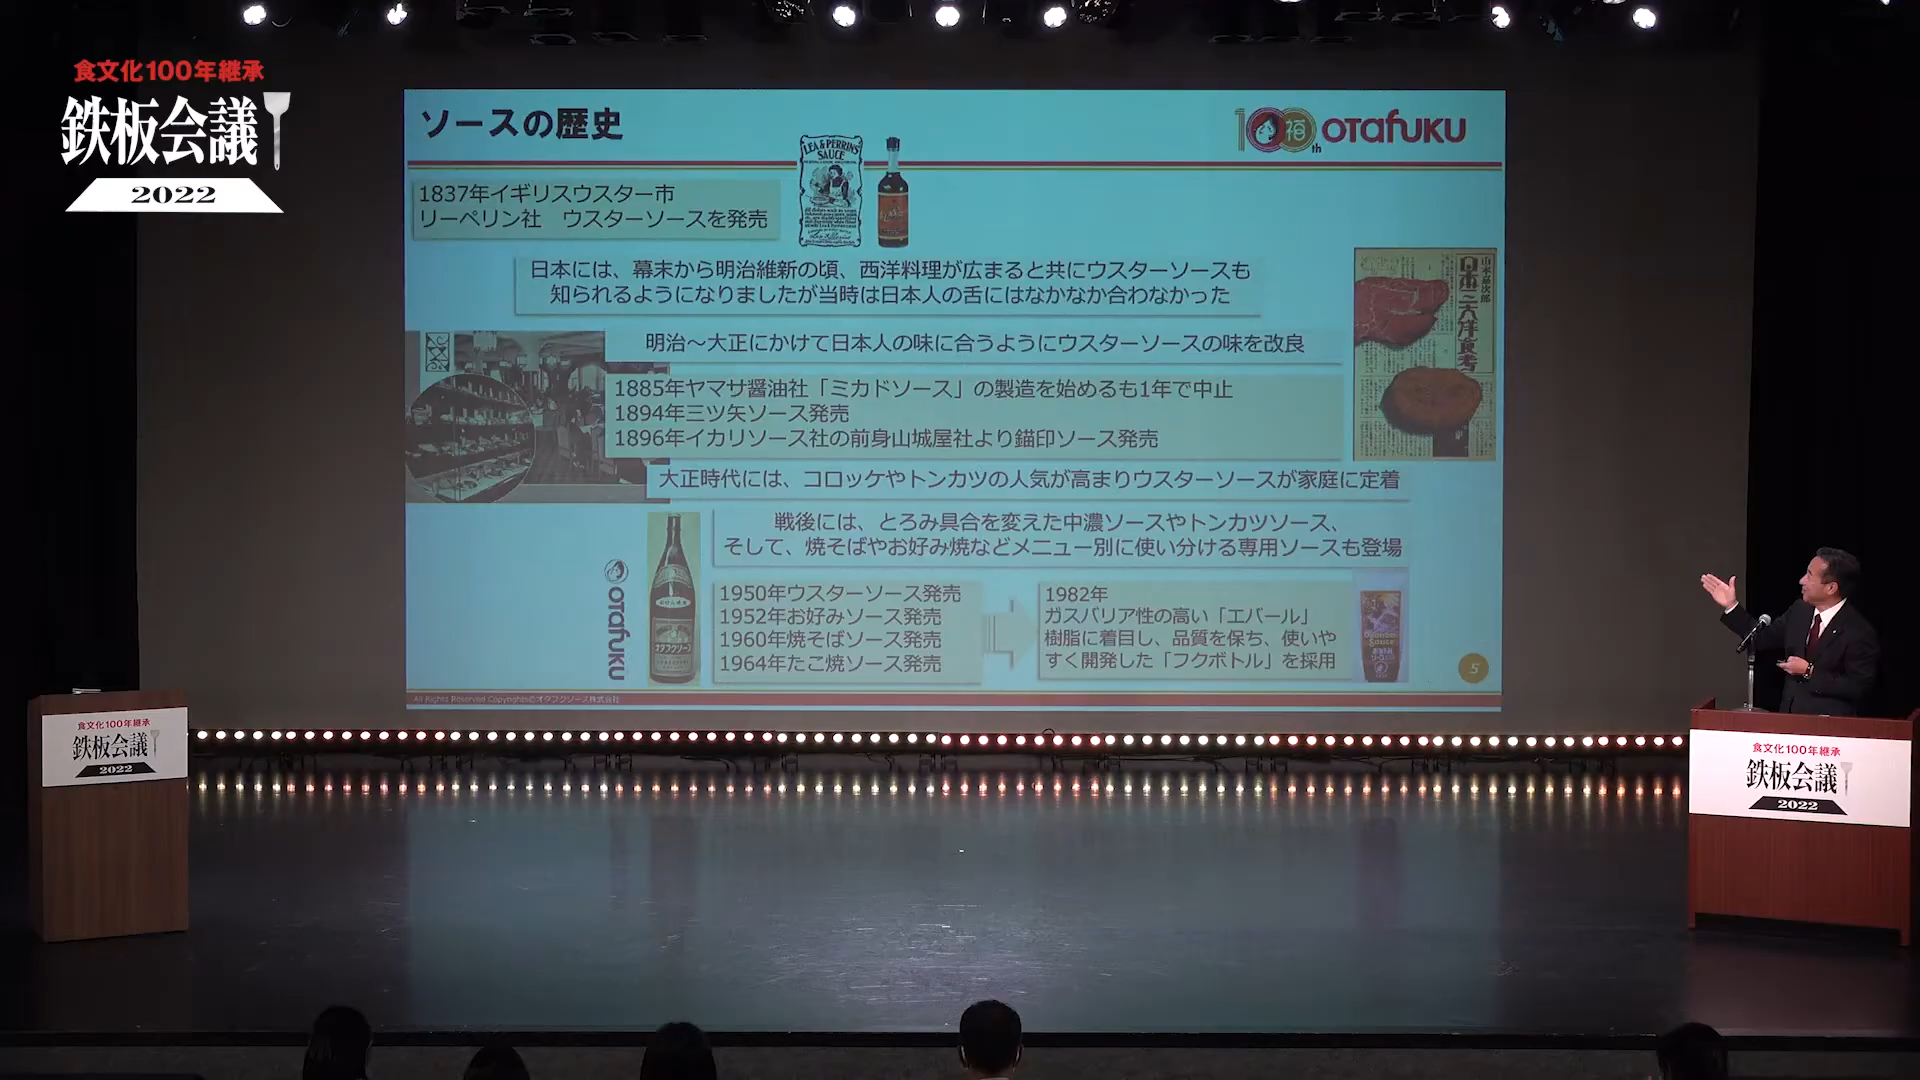 食文化100年継承
鉄板会議
2022
ソースの歴史
100th OTAFUKU
LEA & PERRINS
SAUCE
1837年イギリスウスター市
リーペリン社　ウスターソースを発売
日本には、幕末から明治維新の頃、西洋料理が広まると共にウスターソースも
知られるようになりましたが当時は日本人の舌にはなかなか合わなかった
明治～大正にかけて日本人の味に合うようにウスターソースの味を改良
1885年ヤマサ醤油社「ミカドソース」の製造を始めるも1年で中止
1894年三ツ矢ソース発売
1896年イカリソース社の前身山城屋社より錨印ソース発売
大正時代には、コロッケやトンカツの人気が高まりウスターソースが家庭に定着
戦後には、とろみ具合を変えた中濃ソースやトンカツソース、
そして、焼そばやお好み焼などメニュー別に使い分ける専用ソースも登場
OTAFUKU
オタフクソース
1950年ウスターソース発売
1952年お好みソース発売
1960年焼そばソース発売
1964年たこ焼ソース発売
1982年
ガスバリア性の高い「エバール」
樹脂に着目し、品質を保ち、使いや
すく開発した「フクボトル」を採用
5
All Rights Reserved Copyrights©オタフクソース株式会社
食文化100年継承
鉄板会議
2022
食文化100年継承
鉄板会議
2022